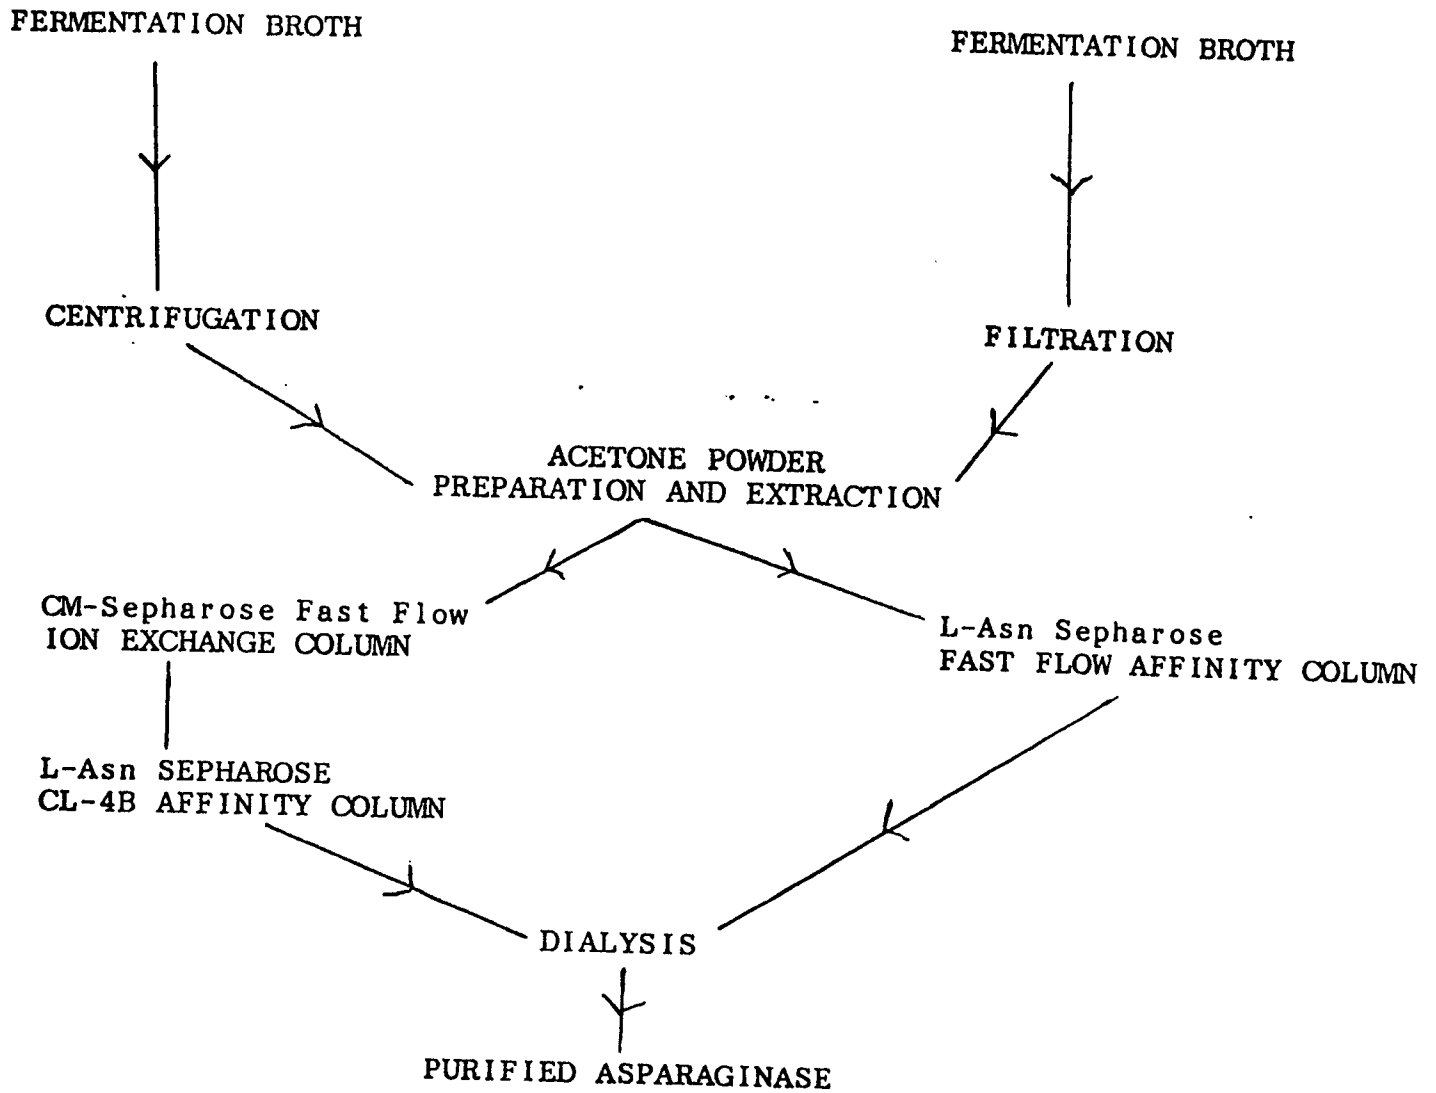 FERMENTATION BROTH
FERMENTATION BROTH
CENTRIFUGATION
FILTRATION
ACETONE POWDER
PREPARATION AND EXTRACTION
CM-Sepharose Fast Flow
ION EXCHANGE COLUMN
L-Asn Sepharose
FAST FLOW AFFINITY COLUMN
L-Asn SEPHAROSE
CL-4B AFFINITY COLUMN
DIALYSIS
PURIFIED ASPARAGINASE